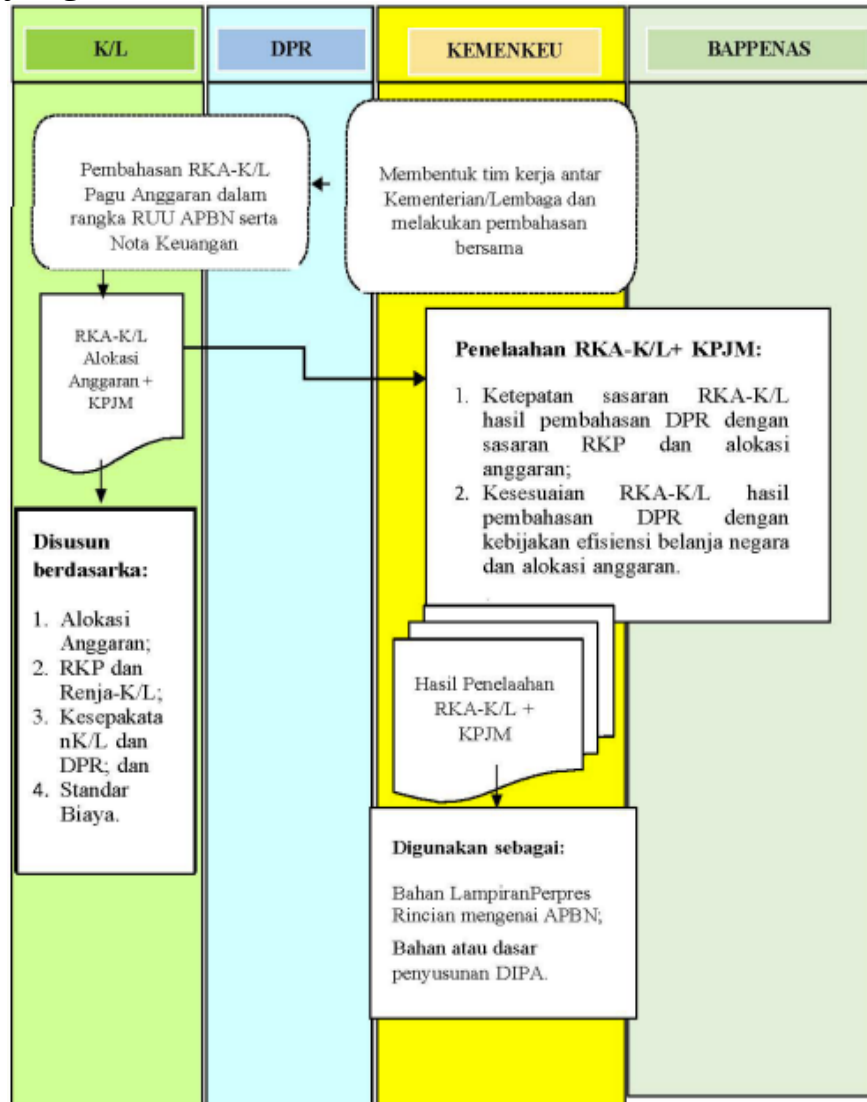 K/L
DPR
KEMENKEU
BAPPENAS
Pembahasan RKA-K/L
Pagu Anggaran dalam
rangka RUU APBN serta
Nota Keuangan
Membentuk tim kerja antar
Kementerian/Lembaga dan
melakukan pembahasan
bersama
RKA-K/L
Alokasi
Anggaran +
KPJM
Penelaahan RKA-K/L+ KPJM:
1. Ketepatan sasaran RKA-K/L
hasil pembahasan DPR dengan
sasaran RKP dan alokasi
anggaran;
2. Kesesuaian RKA-K/L hasil
pembahasan DPR dengan
kebijakan efisiensi belanja negara
dan alokasi anggaran.
Disusun
berdasarka:
1. Alokasi
Anggaran;
2. RKP dan
Renja-K/L;
3. Kesepakata
nK/L dan
DPR; dan
4. Standar
Biaya.
Hasil Penelaahan
RKA-K/L +
KPJM
Digunakan sebagai:
Bahan LampiranPerpres
Rincian mengenai APBN;
Bahan atau dasar
penyusunan DIPA.